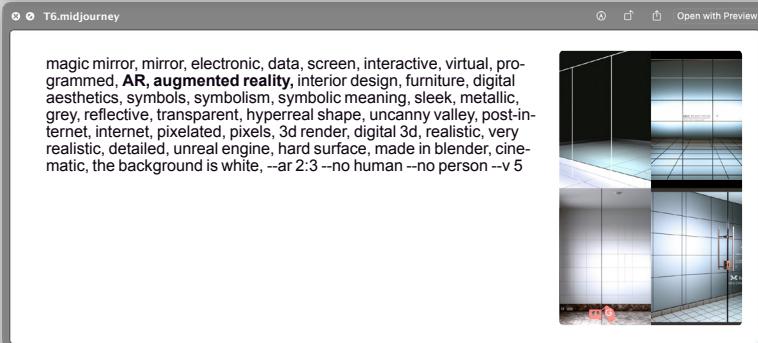 T6.midjourney
Open with Preview
magic mirror, mirror, electronic, data, screen, interactive, virtual, pro-
grammed, AR, augmented reality, interior design, furniture, digital
aesthetics, symbols, symbolism, symbolic meaning, sleek, metallic,
grey, reflective, transparent, hyperreal shape, uncanny valley, post-in-
ternet, internet, pixelated, pixels, 3d render, digital 3d, realistic, very
realistic, detailed, unreal engine, hard surface, made in blender, cine-
matic, the background is white, --ar 2:3 --no human --no person --v 5